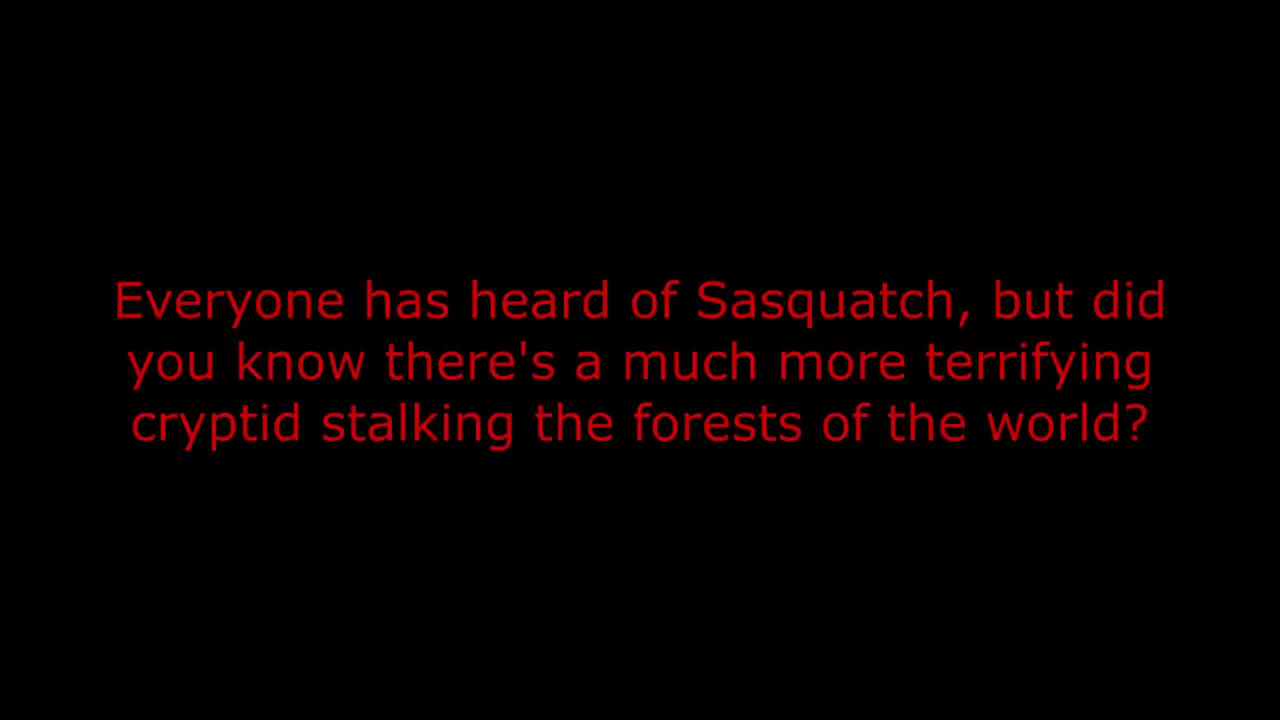 Everyone has heard of Sasquatch, but did
you know there's a much more terrifying
cryptid stalking the forests of the world?